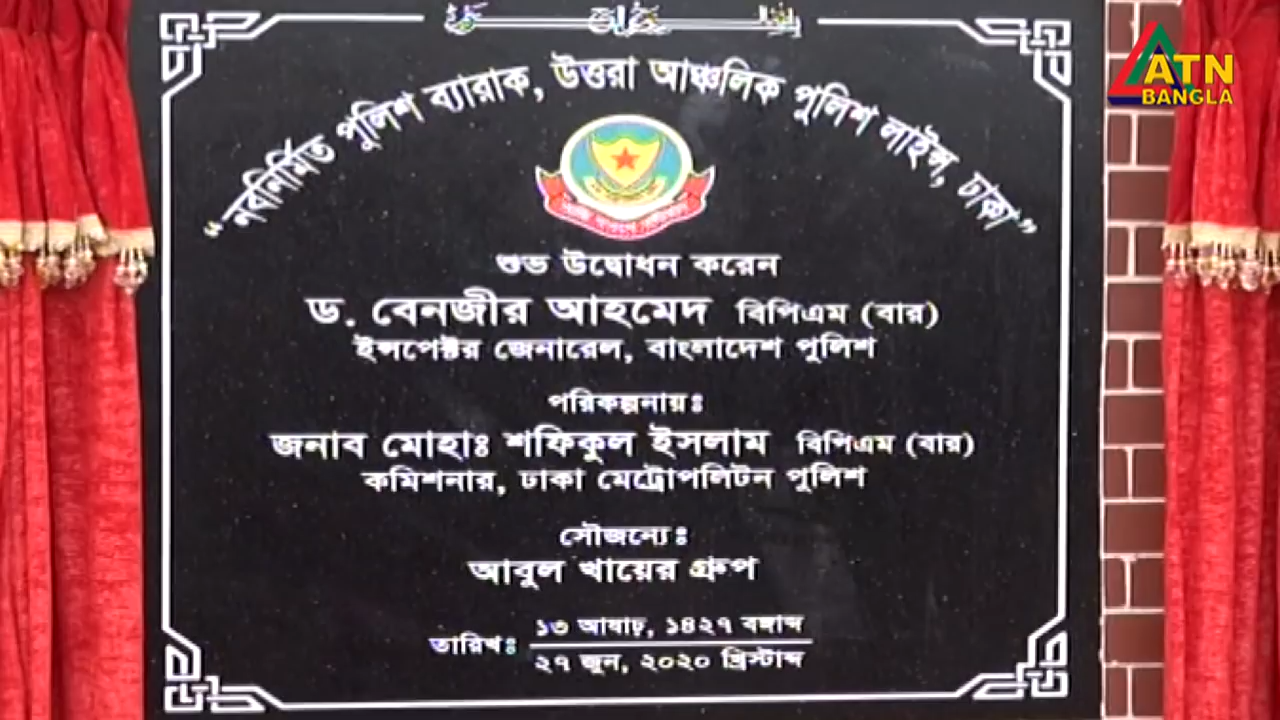 ATN
BANGLA
“নবনির্মিত পুলিশ ব্যারাক, উত্তরা আঞ্চলিক পুলিশ লাইন্স, ঢাকা”
শুভ উদ্বোধন করেন
ড. বেনজীর আহমেদ বিপিএম (বার)
ইন্সপেক্টর জেনারেল, বাংলাদেশ পুলিশ
পরিকল্পনায়ঃ
জনাব মোহাঃ শফিকুল ইসলাম বিপিএম (বার)
কমিশনার, ঢাকা মেট্রোপলিটন পুলিশ
সৌজন্যেঃ
আবুল খায়ের গ্রুপ
তারিখঃ ১৩ আষাঢ়, ১৪২৭ বঙ্গাব্দ
২৭ জুন, ২০২০ খ্রিস্টাব্দ